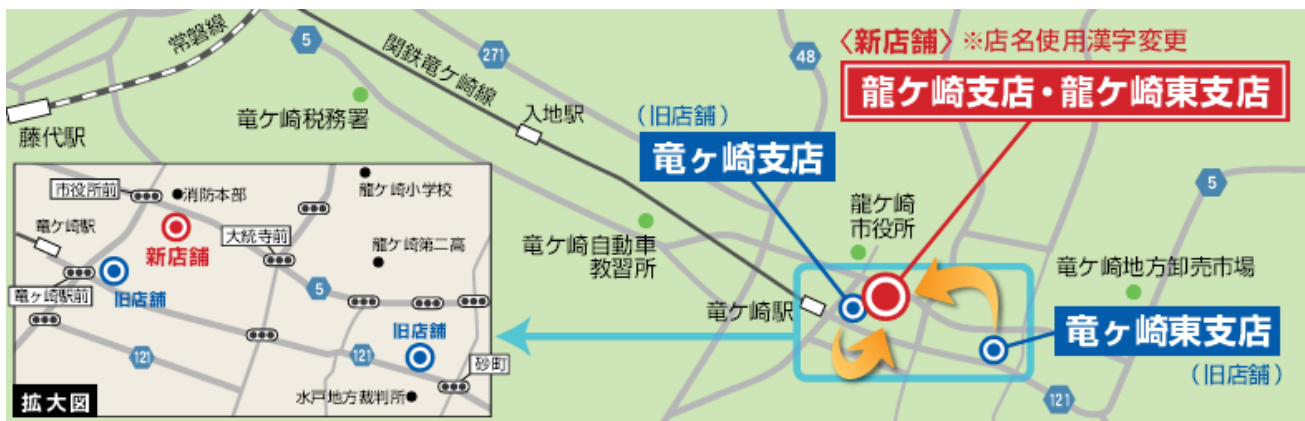 常磐線
5
関鉄竜ケ崎線
271
48
〈新店舗〉※店名使用漢字変更
龍ケ崎支店・龍ケ崎東支店
藤代駅
竜ケ崎税務署
入地駅
(旧店舗)
竜ヶ崎支店
5
龍ケ崎
市役所
竜ケ崎自動車
教習所
竜ケ崎地方卸売市場
竜ケ崎駅
竜ヶ崎東支店
(旧店舗)
121
市役所前
消防本部
龍ケ崎小学校
竜ケ崎駅
新店舗
大統寺前
龍ケ崎第二高
竜ケ崎駅前
旧店舗
5
旧店舗
121
121
砂町
水戸地方裁判所
拡大図